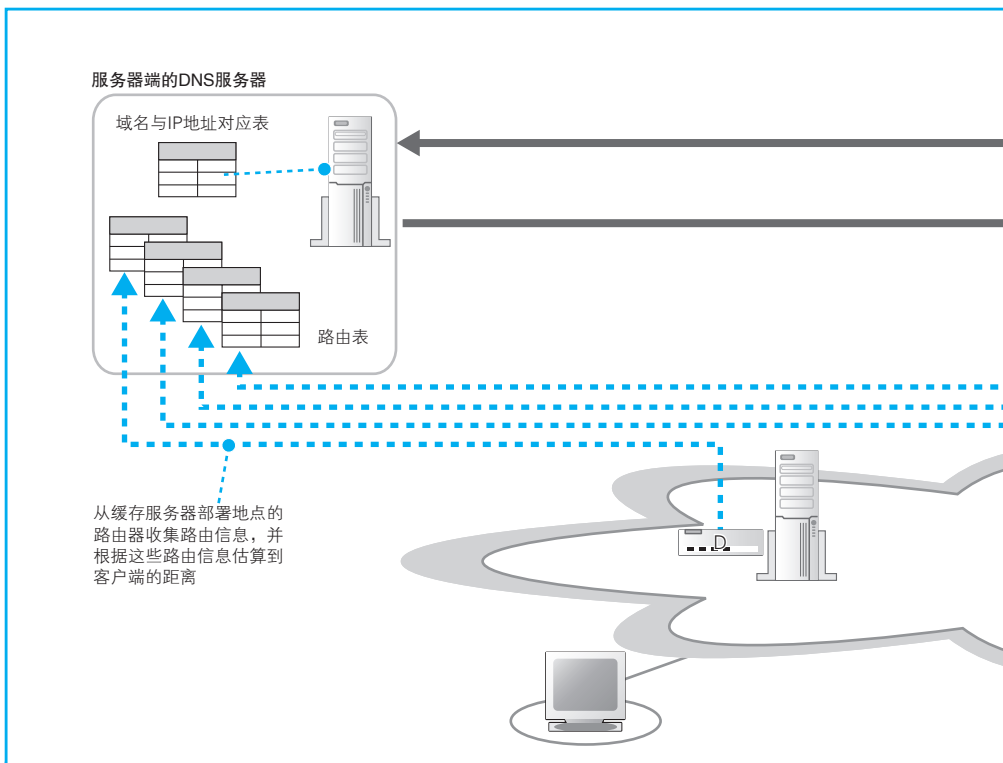 服务器端的DNS服务器
域名与IP地址对应表
路由表
从缓存服务器部署地点的
路由器收集路由信息，并
根据这些路由信息估算到
客户端的距离
D